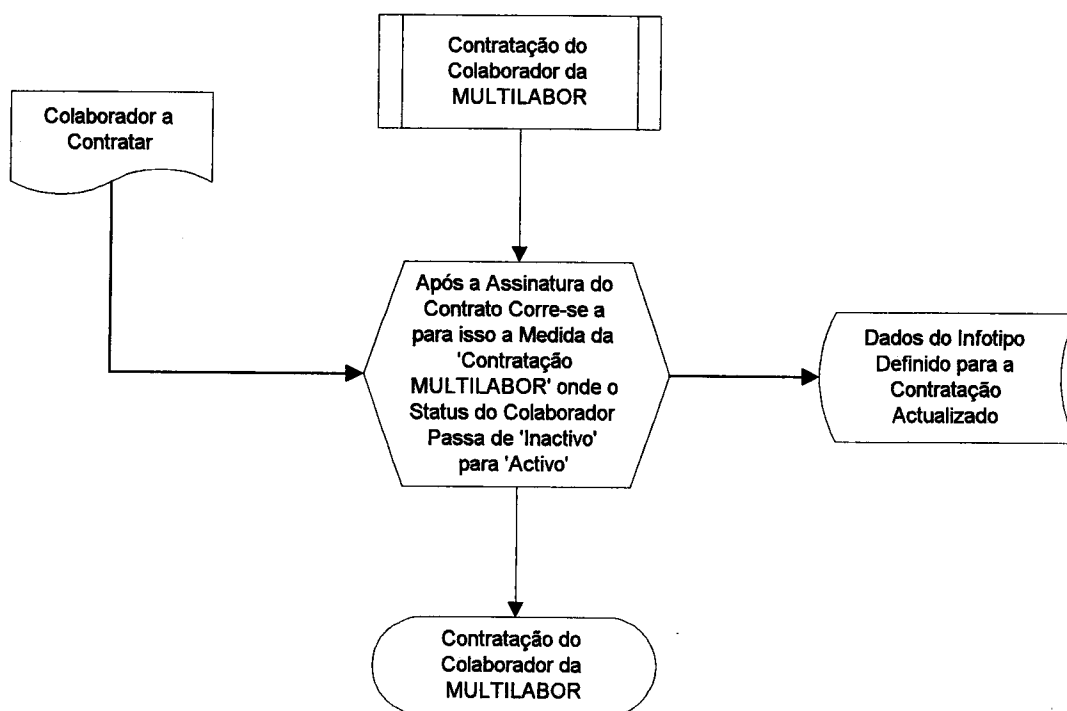 Contratação do
Colaborador da
MULTILABOR
Colaborador a
Contratar
Após a Assinatura do
Contrato Corre-se a
para isso a Medida da
'Contratação
MULTILABOR' onde o
Status do Colaborador
Passa de 'Inactivo'
para 'Activo'
Dados do Infotipo
Definido para a
Contratação
Actualizado
Contratação do
Colaborador da
MULTILABOR